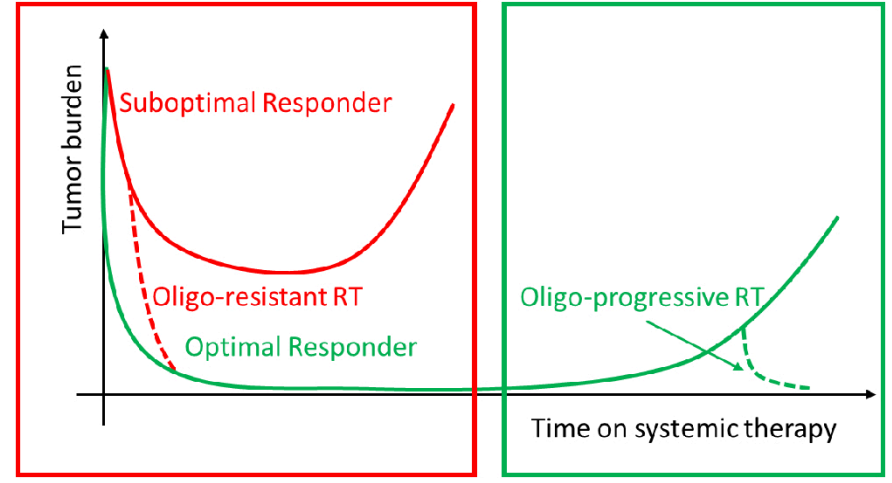 Tumor burden
Suboptimal Responder
Oligo-resistant RT
Optimal Responder
Oligo-progressive RT
Time on systemic therapy